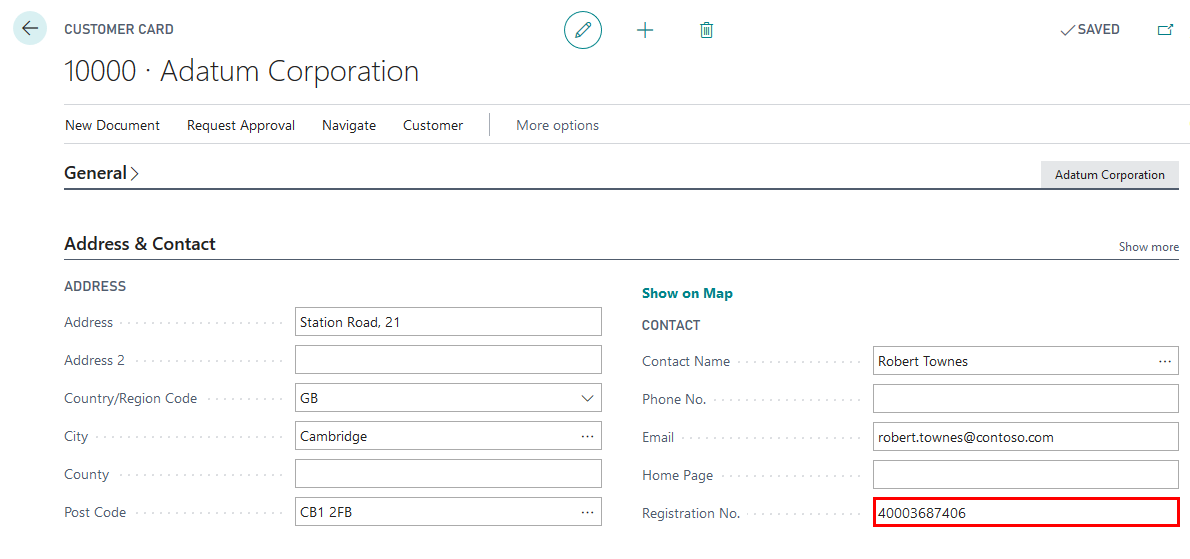 CUSTOMER CARD
SAVED
10000 · Adatum Corporation
New Document Request Approval Navigate Customer More options
General
Adatum Corporation
Address & Contact
Show more
ADDRESS
Address Station Road, 21
Address 2
Country/Region Code GB
City Cambridge
County
Post Code CB1 2FB
Show on Map
CONTACT
Contact Name Robert Townes
Phone No.
Email robert.townes@contoso.com
Home Page
Registration No. 40003687406